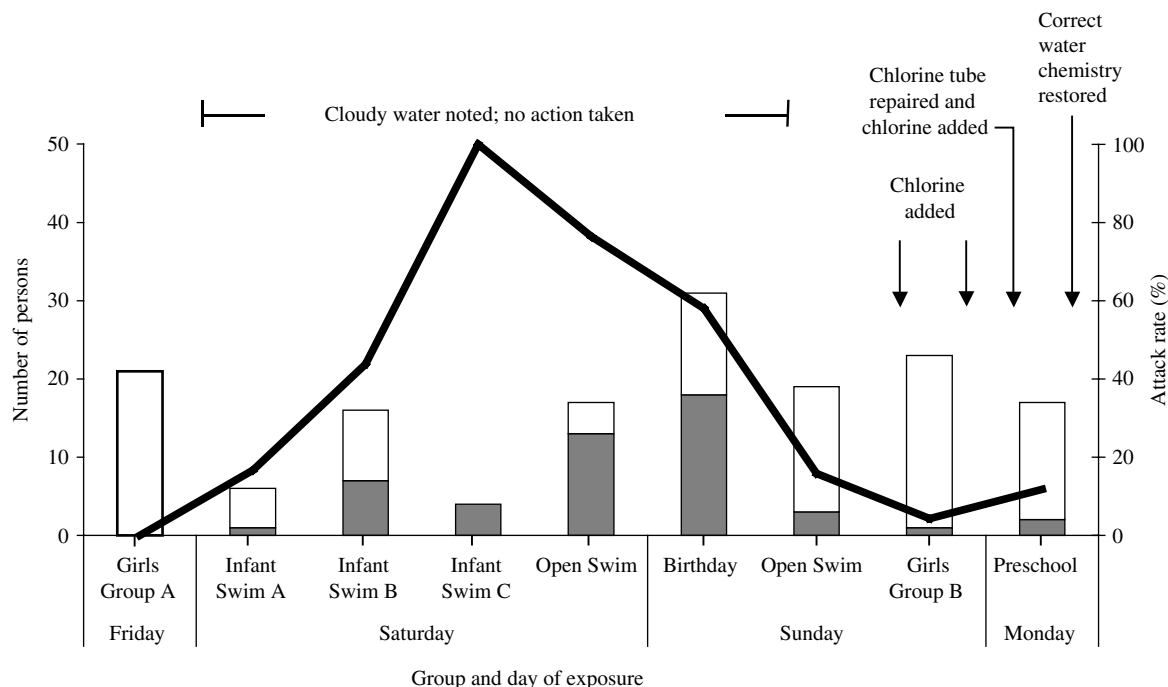 Correct
water
chemistry
restored
Chlorine tube
repaired and
chlorine added
Cloudy water noted; no action taken
Chlorine
added
50
40
30
20
10
0
Number of persons
100
80
60
40
20
0
Attack rate (%)
Girls
Group A
Infant
Swim A
Infant
Swim B
Infant
Swim C
Open Swim
Birthday
Open Swim
Girls
Group B
Preschool
Friday
Saturday
Sunday
Monday
Group and day of exposure